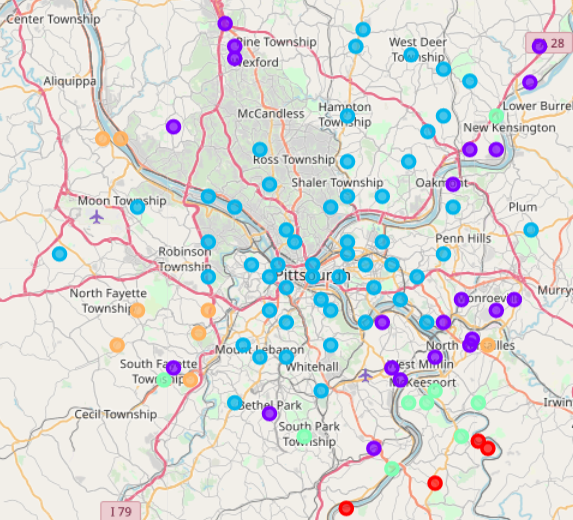 Center Township
Pine Township
Wexford
West Deer
Township
28
Aliquippa
McCandless
Hampton
Township
Lower Burrel
New Kensington
Ross Township
Shaler Township
Oakmont
Moon Township
Plum
Robinson
Township
Penn Hills
Pittsburgh
North Fayette
Township
Monroeville
Murry
Mount Lebanon
North
lles
South Fayette
Township
Whitehall
West Mifflin
McKeesport
Cecil Township
Bethel Park
Irwin
South Park
Township
I 79